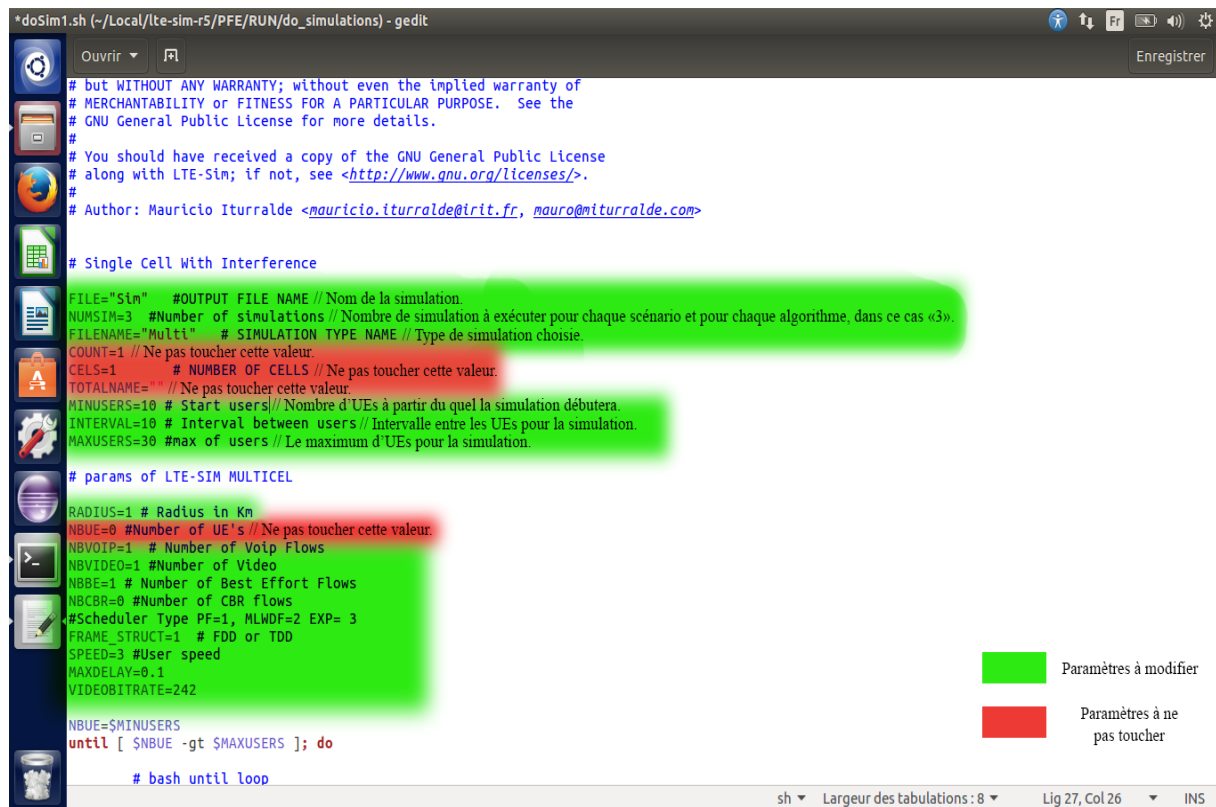 *doSim1.sh (~/Local/lte-sim-r5/PFE/RUN/do_simulations) - gedit
Fr
Ouvrir
Enregistrer
# but WITHOUT ANY WARRANTY; without even the implied warranty of
# MERCHANTABILITY or FITNESS FOR A PARTICULAR PURPOSE.  See the
# GNU General Public License for more details.
#
# You should have received a copy of the GNU General Public License
# along with LTE-Sim; if not, see <http://www.gnu.org/licenses/>.
#
# Author: Mauricio Iturralde <mauricio.iturralde@irit.fr, mauro@miturralde.com>
# Single Cell With Interference
FILE="Sim"   #OUTPUT FILE NAME // Nom de la simulation.
NUMSIM=3  #Number of simulations // Nombre de simulation à exécuter pour chaque scénario et pour chaque algorithme, dans ce cas «3».
FILENAME="Multi"   # SIMULATION TYPE NAME // Type de simulation choisie.
COUNT=1 // Ne pas toucher cette valeur.
CELS=1       # NUMBER OF CELLS // Ne pas toucher cette valeur.
TOTALNAME="" // Ne pas toucher cette valeur.
MINUSERS=10 # Start users // Nombre d'UEs à partir du quel la simulation débutera.
INTERVAL=10 # Interval between users // Intervalle entre les UEs pour la simulation.
MAXUSERS=30 #max of users // Le maximum d'UEs pour la simulation.
# params of LTE-SIM MULTICEL
RADIUS=1 # Radius in Km
NBUE=0 #Number of UE's // Ne pas toucher cette valeur.
NBVOIP=1  # Number of Voip Flows
NBVIDEO=1 #Number of Video
NBBE=1 # Number of Best Effort Flows
NBCBR=0 #Number of CBR flows
#Scheduler Type PF=1, MLWDF=2 EXP= 3
FRAME_STRUCT=1  # FDD or TDD
SPEED=3 #User speed
MAXDELAY=0.1
VIDEOBITRATE=242
Paramètres à modifier
Paramètres à ne
pas toucher
NBUE=$MINUSERS
until [ $NBUE -gt $MAXUSERS ]; do
# bash until loop
sh
Largeur des tabulations : 8
Lig 27, Col 26
INS